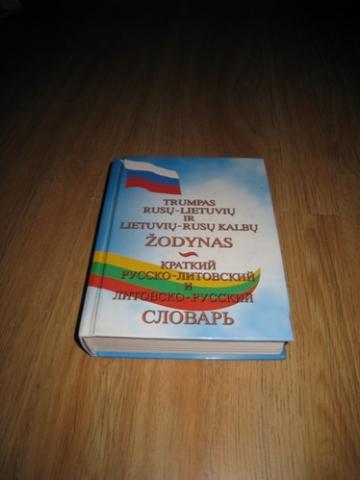 TRUMPAS
RUSŲ-LIETUVIŲ
IR
LIETUVIŲ-RUSŲ KALBŲ
ŽODYNAS
КРАТКИЙ
РУССКО-ЛИТОВСКИЙ
И
ЛИТОВСКО-РУССКИЙ
СЛОВАРЬ